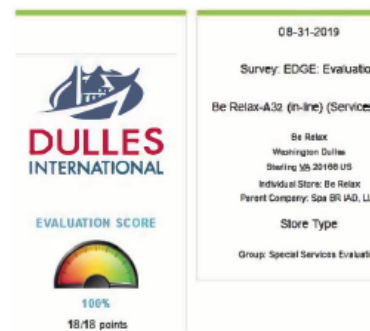 DULLES
INTERNATIONAL
EVALUATION SCORE
100%
18/18 points
08-31-2019
Survey: EDGE: Evaluatio
Be Relax-A32 (in-line) (Services
Be Relax
Washington Dulles
Sterling VA 20166 US
Individual Store: Be Relax
Parent Company: Spa BR IAD, LL
Store Type
Group: Special Services Evaluati